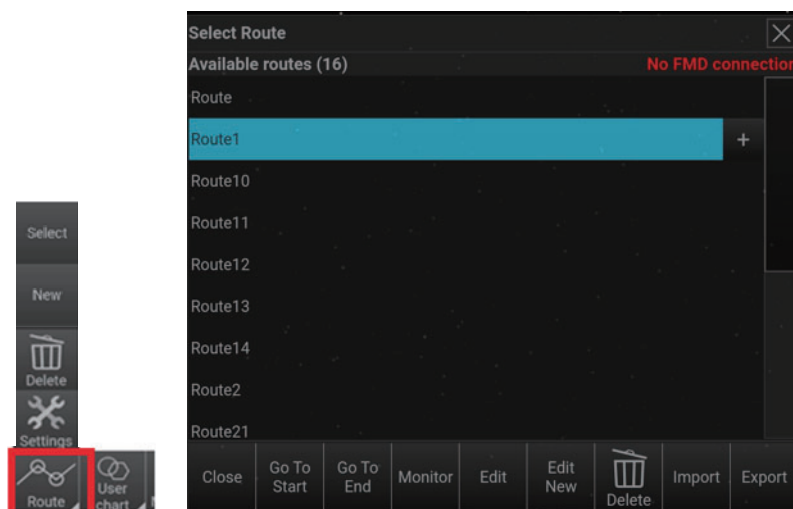 Select
New
Delete
Settings
Route
User
chart
Select Route
Available routes (16)
No FMD connection
Route
Route1
+
Route10
Route11
Route12
Route13
Route14
Route2
Route21
Close
Go To
Start
Go To
End
Monitor
Edit
Edit
New
Delete
Import
Export